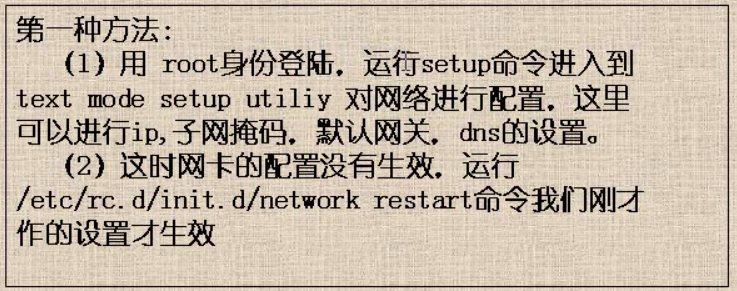 第一种方法:
(1) 用 root身份登陆，运行setup命令进入到
text mode setup utiliy 对网络进行配置，这里
可以进行ip,子网掩码，默认网关，dns的设置。
(2) 这时网卡的配置没有生效，运行
/etc/rc.d/init.d/network restart命令我们刚才
作的设置才生效